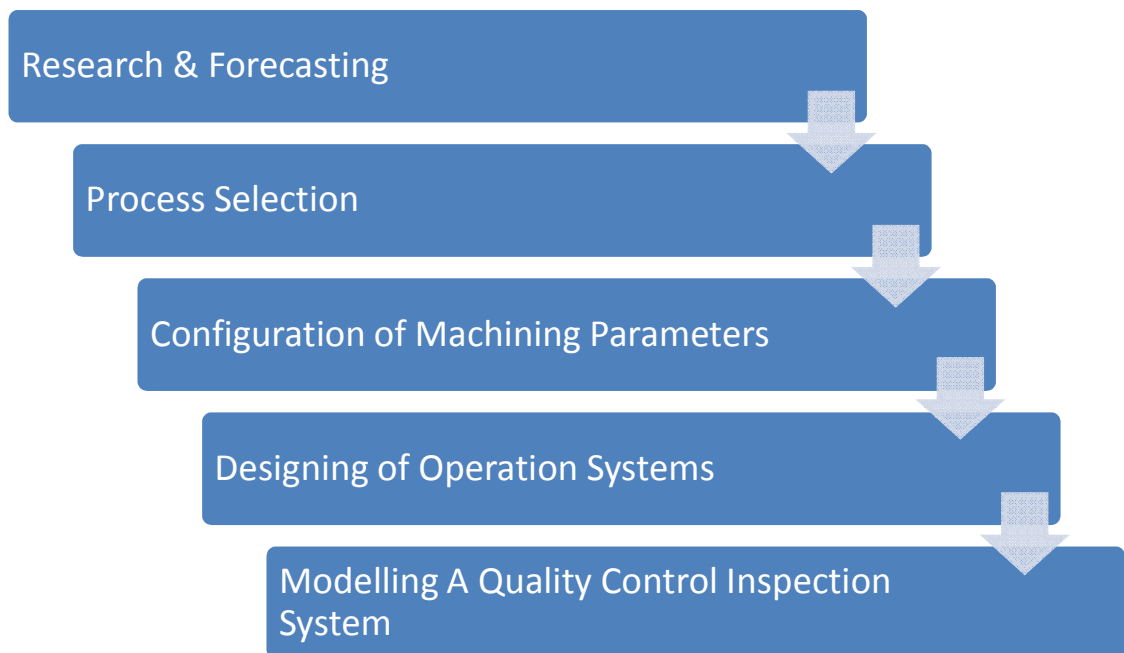 Research & Forecasting
Process Selection
Configuration of Machining Parameters
Designing of Operation Systems
Modelling A Quality Control Inspection
System